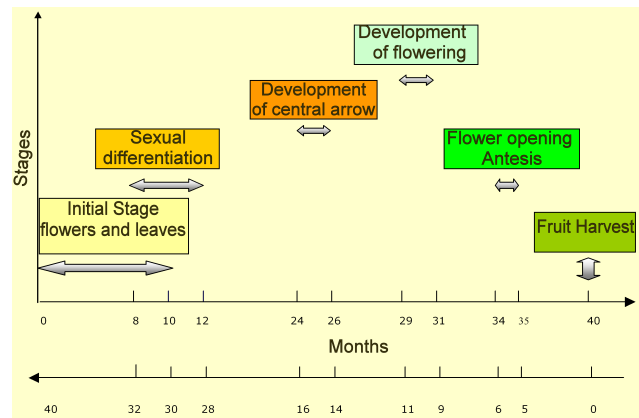 Development
of flowering
Development
of central arrow
Sexual
differentiation
Flower opening
Antesis
Initial Stage
flowers and leaves
Fruit Harvest
Stages
0 8 10 12 24 26 29 31 34 35 40
Months
40 32 30 28 16 14 11 9 6 5 0